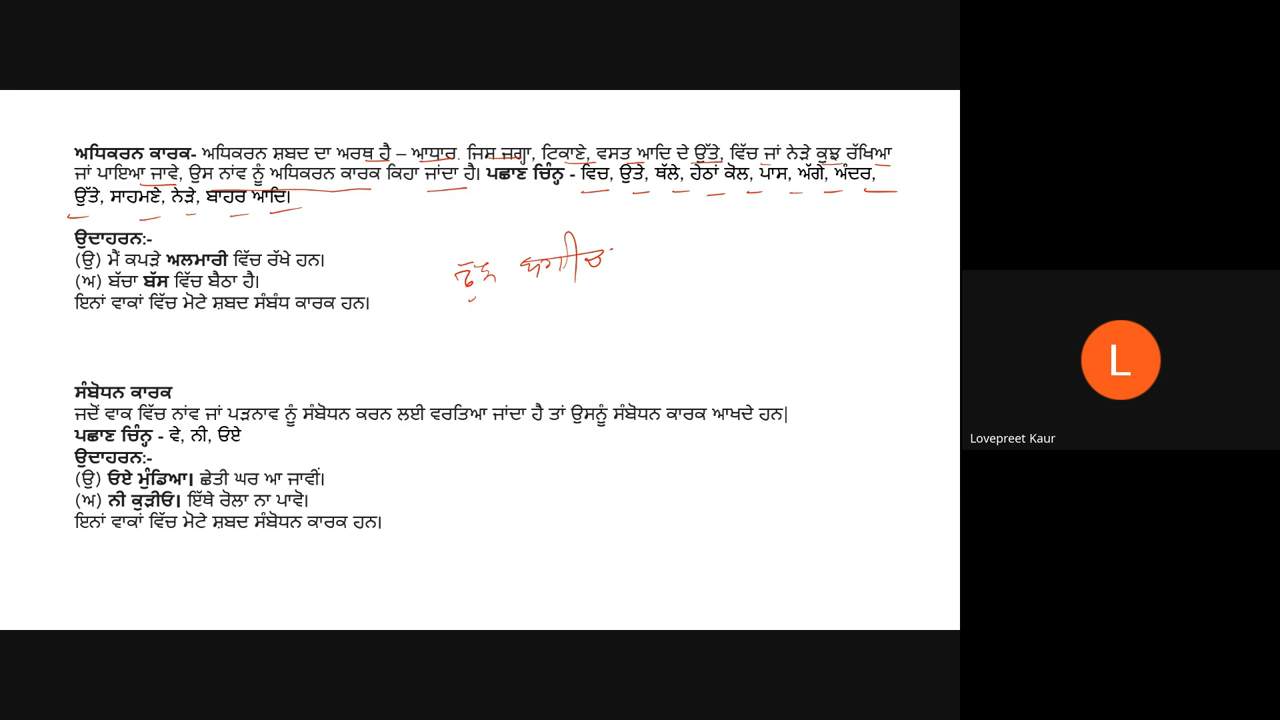 ਅਧਿਕਰਨ ਕਾਰਕ- ਅਧਿਕਰਨ ਸ਼ਬਦ ਦਾ ਅਰਥ ਹੈ – ਆਧਾਰ. ਜਿਸ ਜਗ੍ਹਾ, ਟਿਕਾਣੇ, ਵਸਤ ਆਦਿ ਦੇ ਉੱਤੇ, ਵਿੱਚ ਜਾਂ ਨੇੜੇ ਕੁਝ ਰੱਖਿਆ
ਜਾਂ ਪਾਇਆ ਜਾਵੇ, ਉਸ ਨਾਂਵ ਨੂੰ ਅਧਿਕਰਨ ਕਾਰਕ ਕਿਹਾ ਜਾਂਦਾ ਹੈ। ਪਛਾਣ ਚਿੰਨ੍ਹ - ਵਿਚ, ਉਤੇ, ਥੱਲੇ, ਹੇਠਾਂ ਕੋਲ, ਪਾਸ, ਅੱਗੇ, ਅੰਦਰ,
ਉੱਤੇ, ਸਾਹਮਣੇ, ਨੇੜੇ, ਬਾਹਰ ਆਦਿ।
ਉਦਾਹਰਨ:-
(ੳ) ਮੈਂ ਕਪੜੇ ਅਲਮਾਰੀ ਵਿੱਚ ਰੱਖੇ ਹਨ।
(ਅ) ਬੱਚਾ ਬੱਸ ਵਿੱਚ ਬੈਠਾ ਹੈ।
ਇਨਾਂ ਵਾਕਾਂ ਵਿੱਚ ਮੋਟੇ ਸ਼ਬਦ ਸੰਬੰਧ ਕਾਰਕ ਹਨ।
ਸੰਬੋਧਨ ਕਾਰਕ
ਜਦੋਂ ਵਾਕ ਵਿੱਚ ਨਾਂਵ ਜਾਂ ਪੜਨਾਵ ਨੂੰ ਸੰਬੋਧਨ ਕਰਨ ਲਈ ਵਰਤਿਆ ਜਾਂਦਾ ਹੈ ਤਾਂ ਉਸਨੂੰ ਸੰਬੋਧਨ ਕਾਰਕ ਆਖਦੇ ਹਨ|
ਪਛਾਣ ਚਿੰਨ੍ਹ - ਵੇ, ਨੀ, ਓਏ
ਉਦਾਹਰਨ:-
(ੳ) ਓਏ ਮੁੰਡਿਆ। ਛੇਤੀ ਘਰ ਆ ਜਾਵੀਂ।
(ਅ) ਨੀ ਕੁੜੀਓ। ਇੱਥੇ ਰੋਲਾ ਨਾ ਪਾਵੋ।
ਇਨਾਂ ਵਾਕਾਂ ਵਿੱਚ ਮੋਟੇ ਸ਼ਬਦ ਸੰਬੋਧਨ ਕਾਰਕ ਹਨ।
L
Lovepreet Kaur